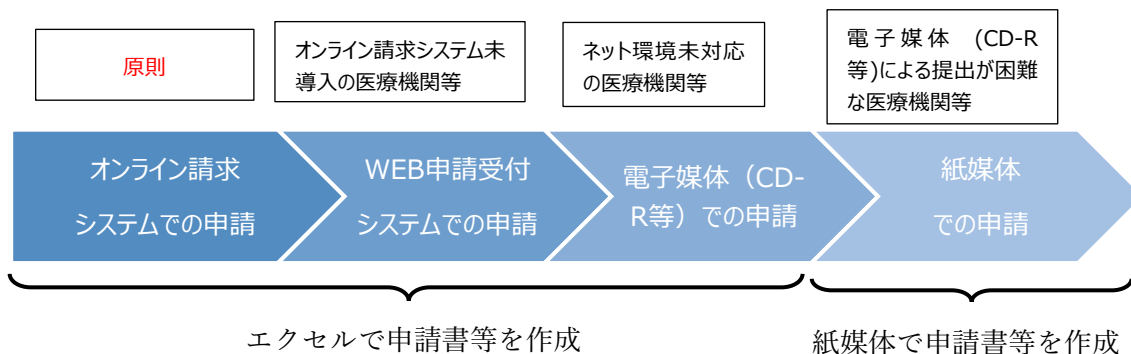 原則
オンライン請求システム未
導入の医療機関等
ネット環境未対応
の医療機関等
電子媒体 (CD-R
等)による提出が困難
な医療機関等
オンライン請求
システムでの申請
WEB申請受付
システムでの申請
電子媒体（CD-
R等）での申請
紙媒体
での申請
エクセルで申請書等を作成
紙媒体で申請書等を作成